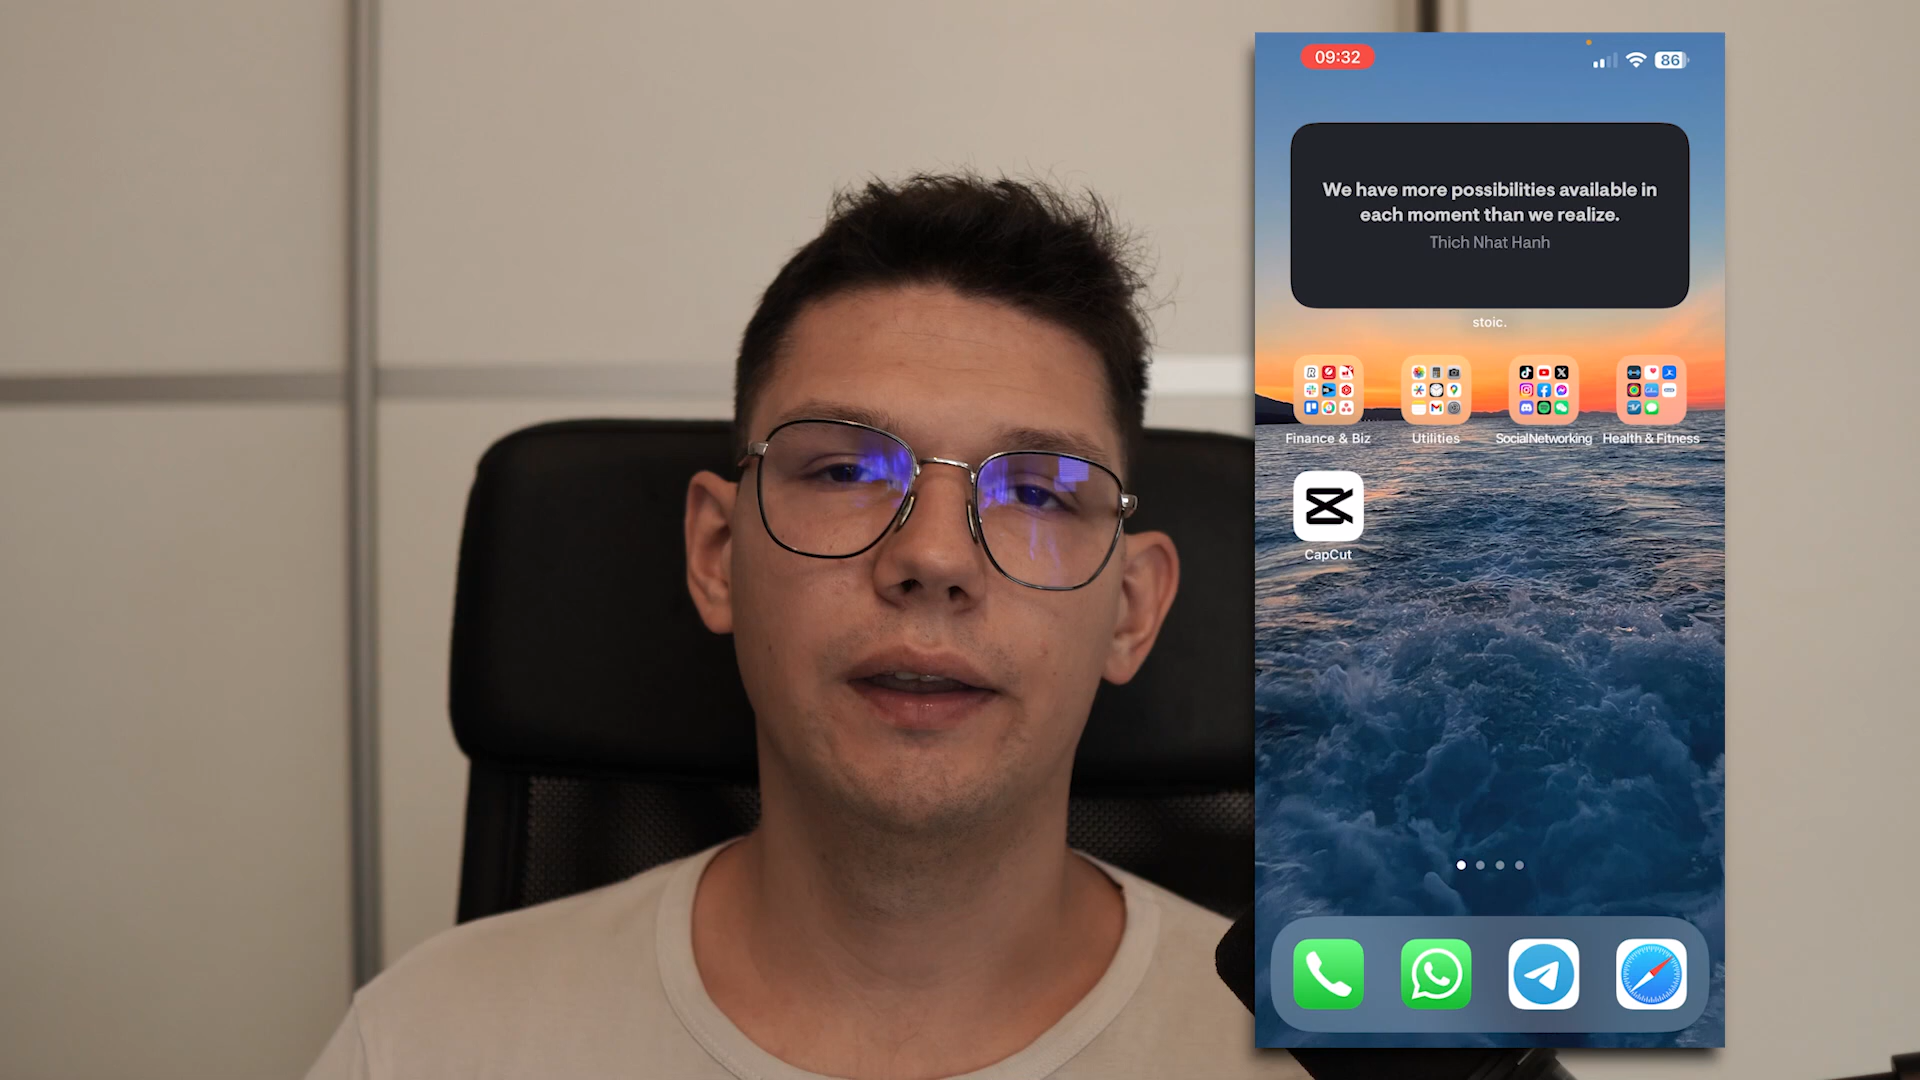 09:32
86
We have more possibilities available in
each moment than we realize.
Thich Nhat Hanh
stoic.
Finance & Biz
Utilities
SocialNetworking
Health & Fitness
CapCut